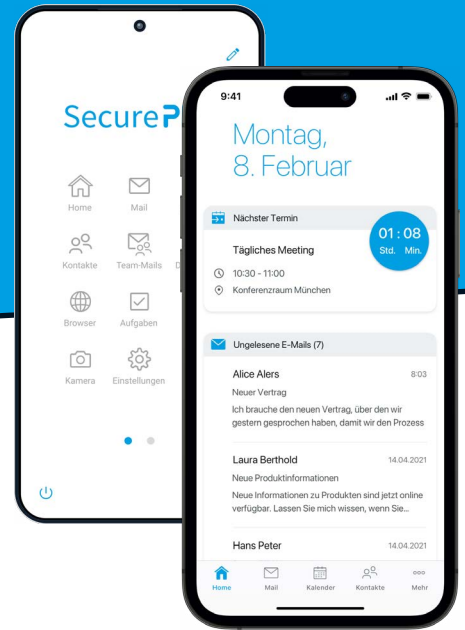 SecureP
Home
Mail
Kontakte
Team-Mails
D
Browser
Aufgaben
Kamera
Einstellungen
9:41
Montag,
8. Februar
Nächster Termin
01 : 08
Std. Min.
Tägliches Meeting
10:30 - 11:00
Konferenzraum München
Ungelesene E-Mails (7)
Alice Alers 8:03
Neuer Vertrag
Ich brauche den neuen Vertrag, über den wir
gestern gesprochen haben, damit wir den Prozess
Laura Berthold 14.04.2021
Neue Produktinformationen
Neue Informationen zu Produkten sind jetzt online
verfügbar. Lassen Sie mich wissen, wenn Sie...
Hans Peter 14.04.2021
Home Mail Kalender Kontakte Mehr